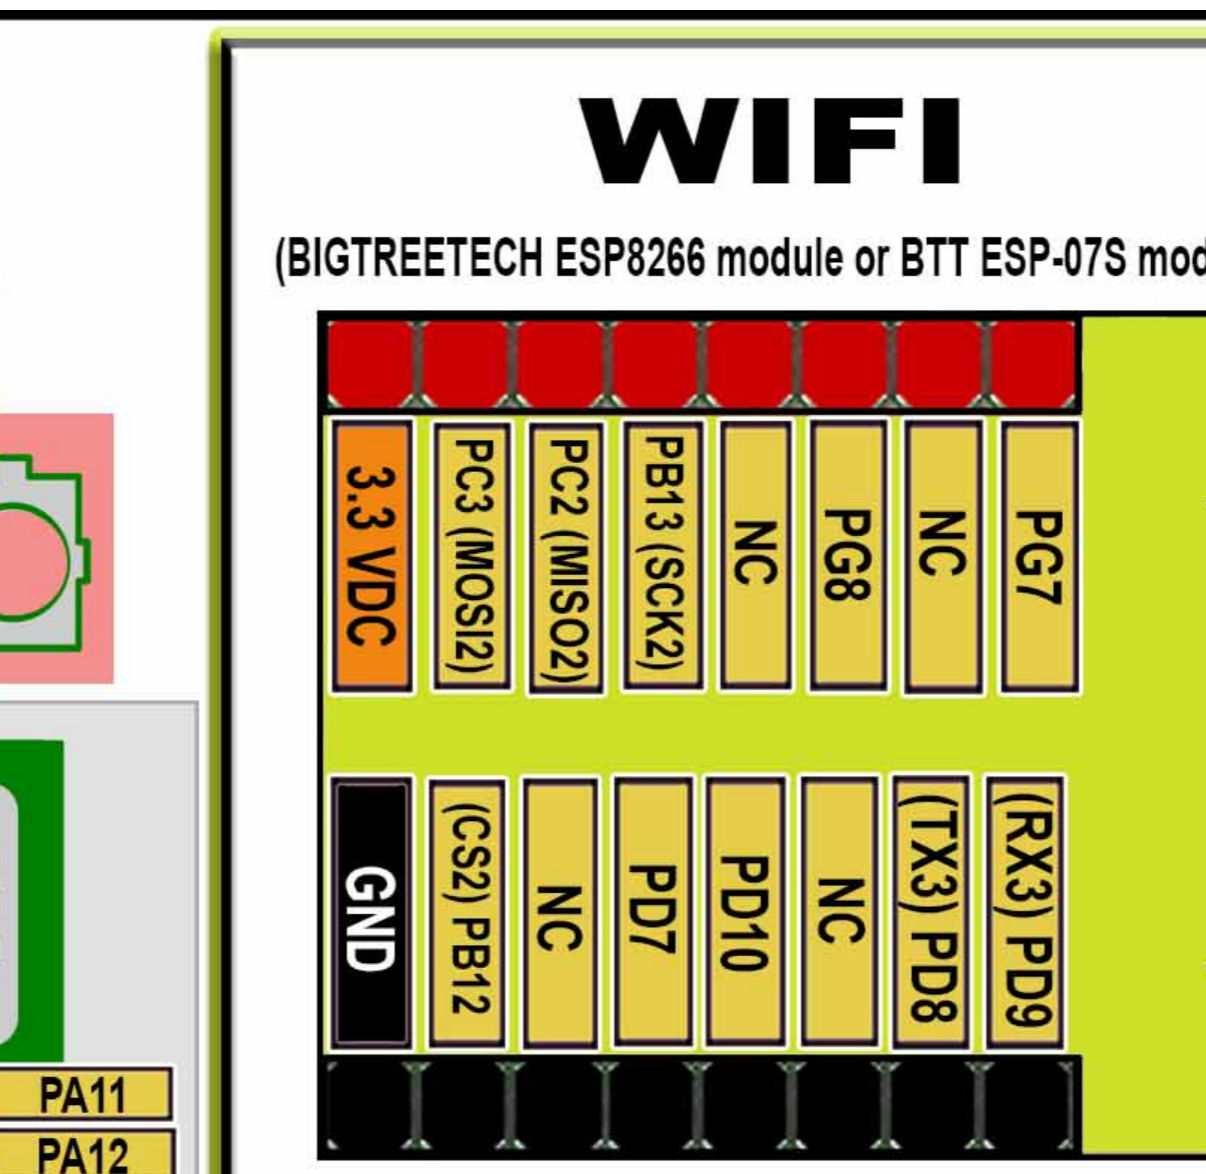 WIFI
(BIGTREETECH ESP8266 module or BTT ESP-07S mod
3.3 VDC
PC3 (MOSI2)
PC2 (MISO2)
PB13 (SCK2)
NC
PG8
NC
PG7
GND
(CS2) PB12
NC
PD7
PD10
NC
(TX3) PD8
(RX3) PD9
PA11
PA12